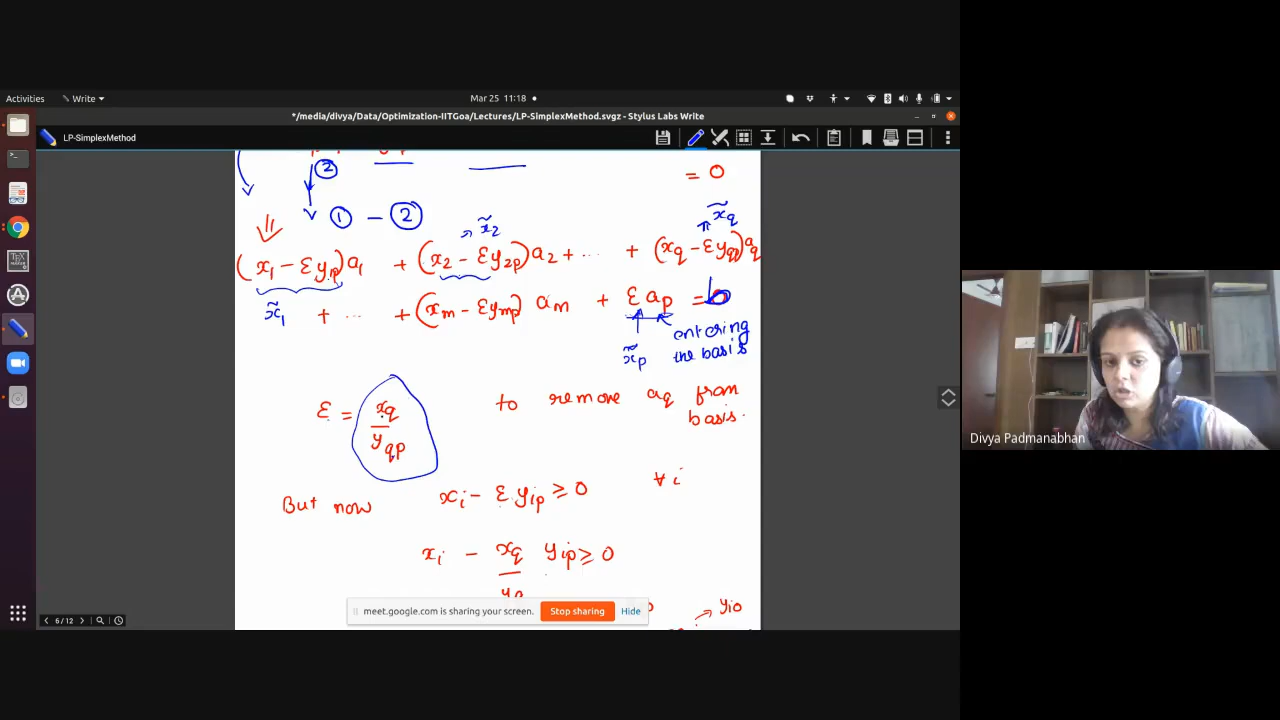 Activities Write Mar 25 11:18
*/media/divya/Data/Optimization-IITGoa/Lectures/LP-SimplexMethod.svgz - Stylus Labs Write
LP-SimplexMethod
②
= 0
① - ②
x̃₂ x̃q
(x₁ - εy₁p)a₁ + (x₂ - εy₂p)a₂ + ... + (xq - εyqp)aq
x̃₁ + ... + (xm - εymp) am + ε ap = b
x̃p entering the basis
ε = xq / yqp to remove aq from basis.
But now xi - ε yip ≥ 0 ∀ i
xi - xq yip ≥ 0
meet.google.com is sharing your screen. Stop sharing Hide
yio
6/12
Divya Padmanabhan
TEX